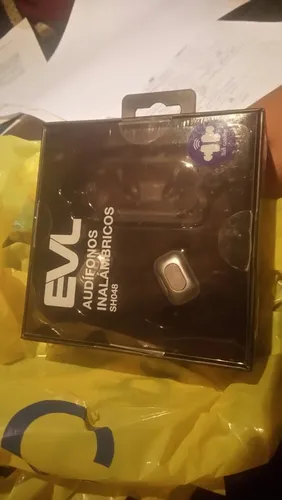 EVL
AUDÍFONOS
INALÁMBRICOS
SH048